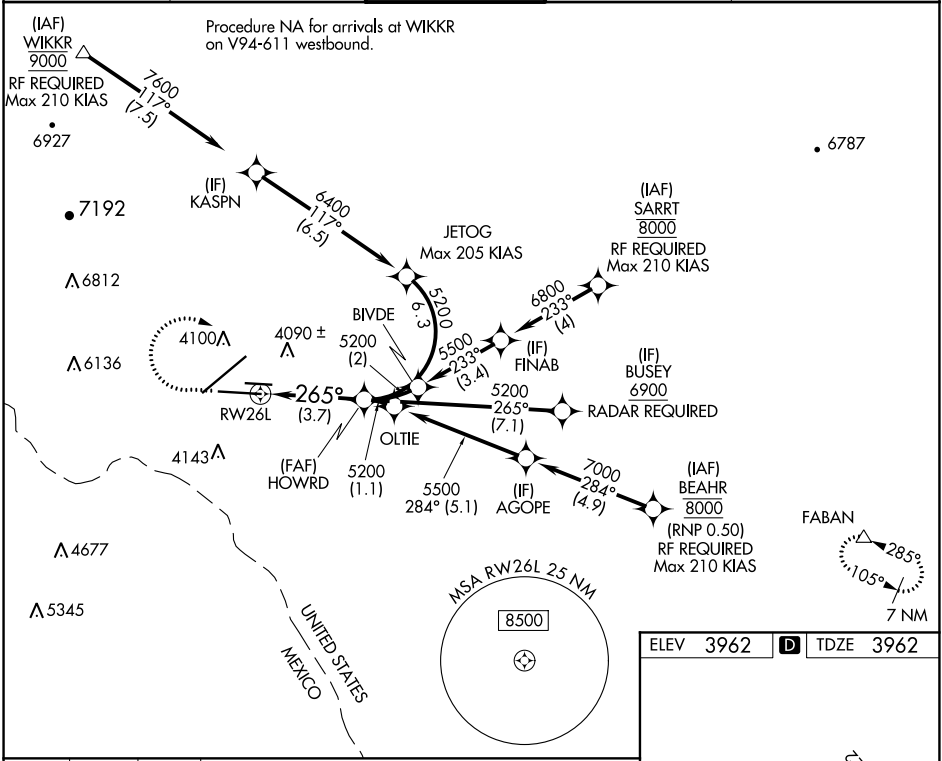 (IAF)
WIKKR
9000
RF REQUIRED
Max 210 KIAS
Procedure NA for arrivals at WIKKR
on V94-611 westbound.
7600
117°
(7.5)
6927
6787
(IF)
KASPN
7192
6400
117°
(6.5)
(IAF)
SARRT
8000
RF REQUIRED
Max 210 KIAS
JETOG
Max 205 KIAS
6812
6800
233°
(4)
5200
6.3
BIVDE
4100
4090 ±
5200
(2)
5500
233°
(3.4)
(IF)
FINAB
(IF)
BUSEY
6900
RADAR REQUIRED
6136
265°
(3.7)
RW26L
5200
265°
(7.1)
OLTIE
4143
(FAF)
HOWRD
5200
(1.1)
5500
284° (5.1)
(IF)
AGOPE
7000
284°
(4.9)
(IAF)
BEAHR
8000
(RNP 0.50)
RF REQUIRED
Max 210 KIAS
FABAN
285°
105°
7 NM
4677
5345
MSA RW26L 25 NM
8500
UNITED STATES
MEXICO
ELEV 3962 D TDZE 3962